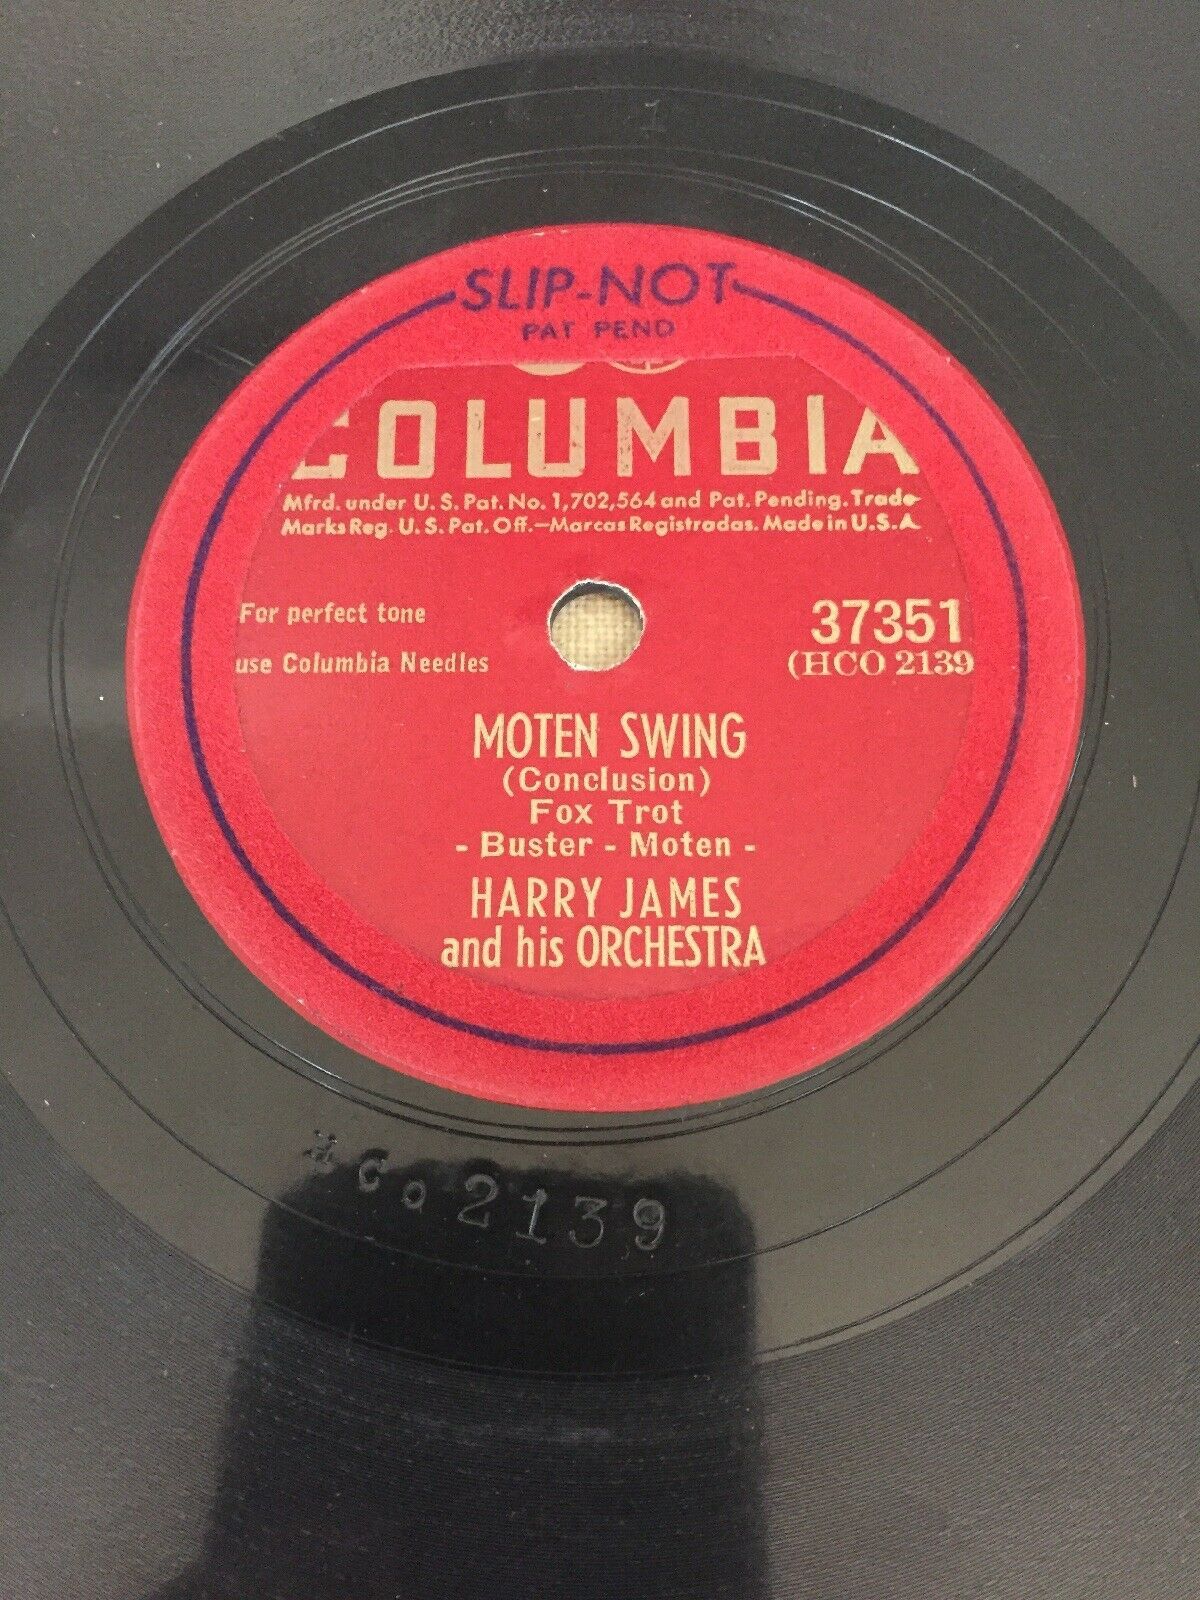 SLIP-NOT
PAT PEND
COLUMBIA
Mfrd. under U. S. Pat. No. 1,702,564 and Pat. Pending. Trade-
Marks Reg. U. S. Pat. Off.—Marcas Registradas. Made in U.S.A.
For perfect tone
use Columbia Needles
37351
(HCO 2139
MOTEN SWING
(Conclusion)
Fox Trot
- Buster - Moten -
HARRY JAMES
and his ORCHESTRA
HCO2139